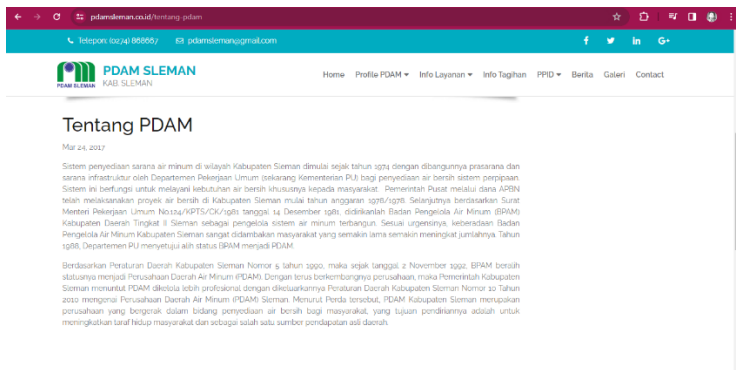 pdamsleman.co.id/tentang-pdam
Telepon: (0274) 868667 pdamsleman4@gmail.com
PDAM SLEMAN
KAB. SLEMAN
PDAM SLEMAN
Home Profile PDAM Info Layanan Info Tagihan PPID Berita Galeri Contact
Tentang PDAM
Mar 24, 2017
Sistem penyediaan sarana air minum di wilayah Kabupaten Sleman dimulai sejak tahun 1974 dengan dibangunnya prasarana dan
sarana infrastruktur oleh Departemen Pekerjaan Umum (sekarang Kementerian PU) bagi penyediaan air bersih sistem perpipaan.
Sistem ini berfungsi untuk melayani kebutuhan air bersih khususnya kepada masyarakat. Pemerintah Pusat melalui dana APBN
telah melaksanakan proyek air bersih di Kabupaten Sleman mulai tahun anggaran 1978/1978. Selanjutnya berdasarkan Surat
Menteri Pekerjaan Umum No:124/KPTS/CK/1981 tanggal 14 Desember 1981, didirikanlah Badan Pengelola Air Minum (BPAM)
Kabupaten Daerah Tingkat II Sleman sebagai pengelola sistem air minum terbangun. Sesuai urgensinya, keberadaan Badan
Pengelola Air Minum Kabupaten Sleman sangat didambakan masyarakat yang semakin lama semakin meningkat jumlahnya. Tahun
1988, Departemen PU menyetujui alih status BPAM menjadi PDAM.
Berdasarkan Peraturan Daerah Kabupaten Sleman Nomor 5 tahun 1990, maka sejak tanggal 2 November 1992, BPAM beralih
statusnya menjadi Perusahaan Daerah Air Minum (PDAM). Dengan terus berkembangnya perusahaan, maka Pemerintah Kabupaten
Sleman menuntut PDAM dikelola lebih profesional dengan dikeluarkannya Peraturan Daerah Kabupaten Sleman Nomor 10 Tahun
2010 mengenai Perusahaan Daerah Air Minum (PDAM) Sleman. Menurut Perda tersebut, PDAM Kabupaten Sleman merupakan
perusahaan yang bergerak dalam bidang penyediaan air bersih bagi masyarakat, yang tujuan pendiriannya adalah untuk
meningkatkan taraf hidup masyarakat dan sebagai salah satu sumber pendapatan asli daerah.